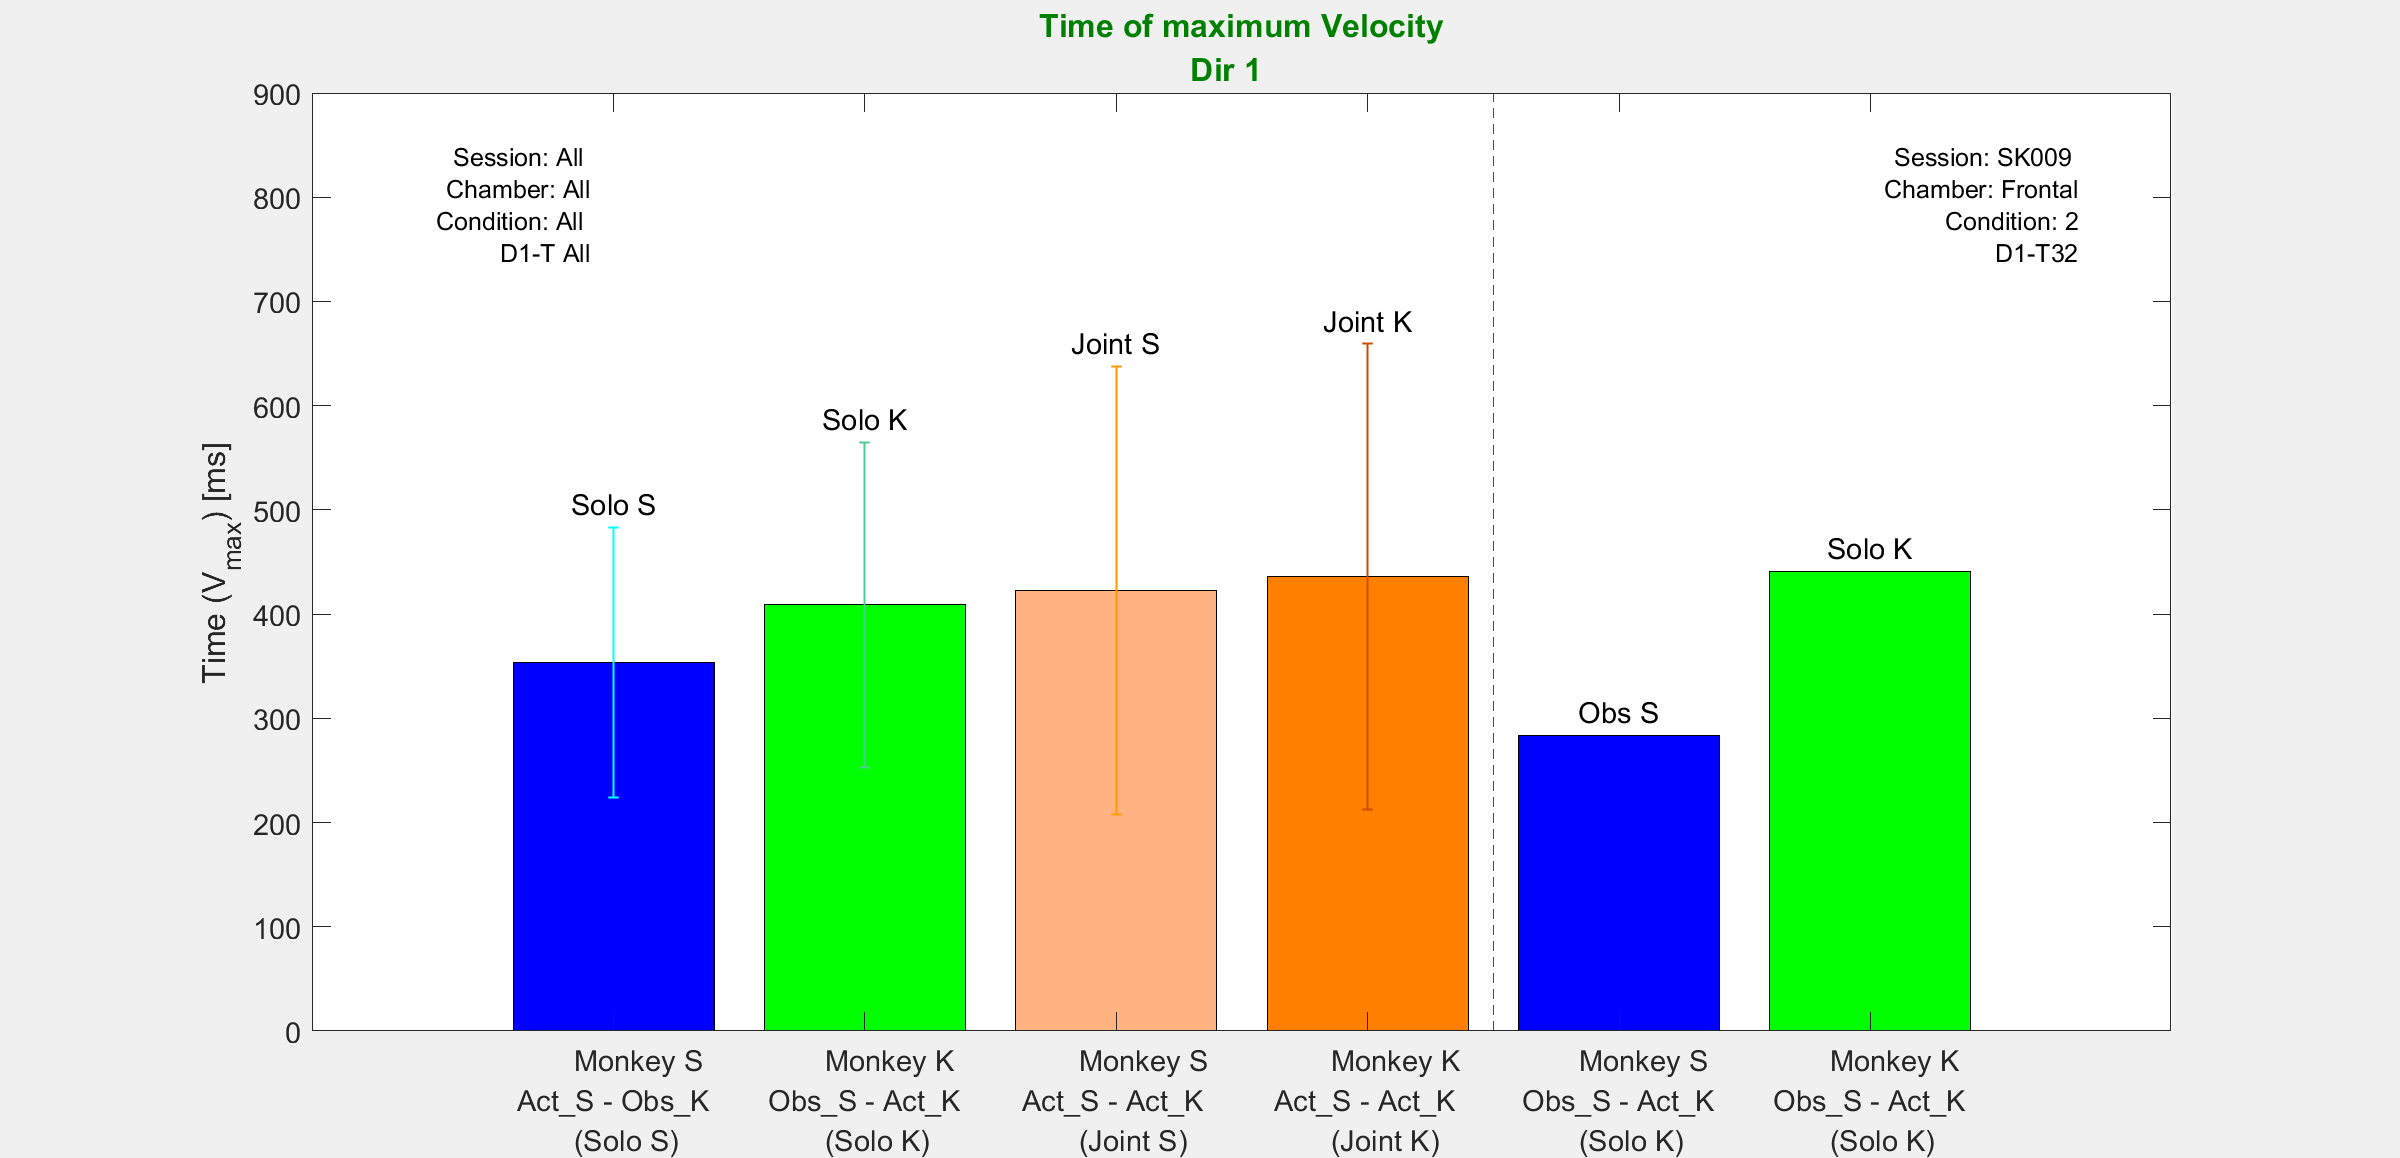 Time of maximum Velocity
Dir 1
900
800
700
600
500
400
300
200
100
0
Time (Vmax) [ms]
Session: All
Chamber: All
Condition: All
D1-T All
Session: SK009
Chamber: Frontal
Condition: 2
D1-T32
Solo S
Solo K
Joint S
Joint K
Obs S
Solo K
Monkey S
Act_S - Obs_K
(Solo S)
Monkey K
Obs_S - Act_K
(Solo K)
Monkey S
Act_S - Act_K
(Joint S)
Monkey K
Act_S - Act_K
(Joint K)
Monkey S
Obs_S - Act_K
(Solo K)
Monkey K
Obs_S - Act_K
(Solo K)